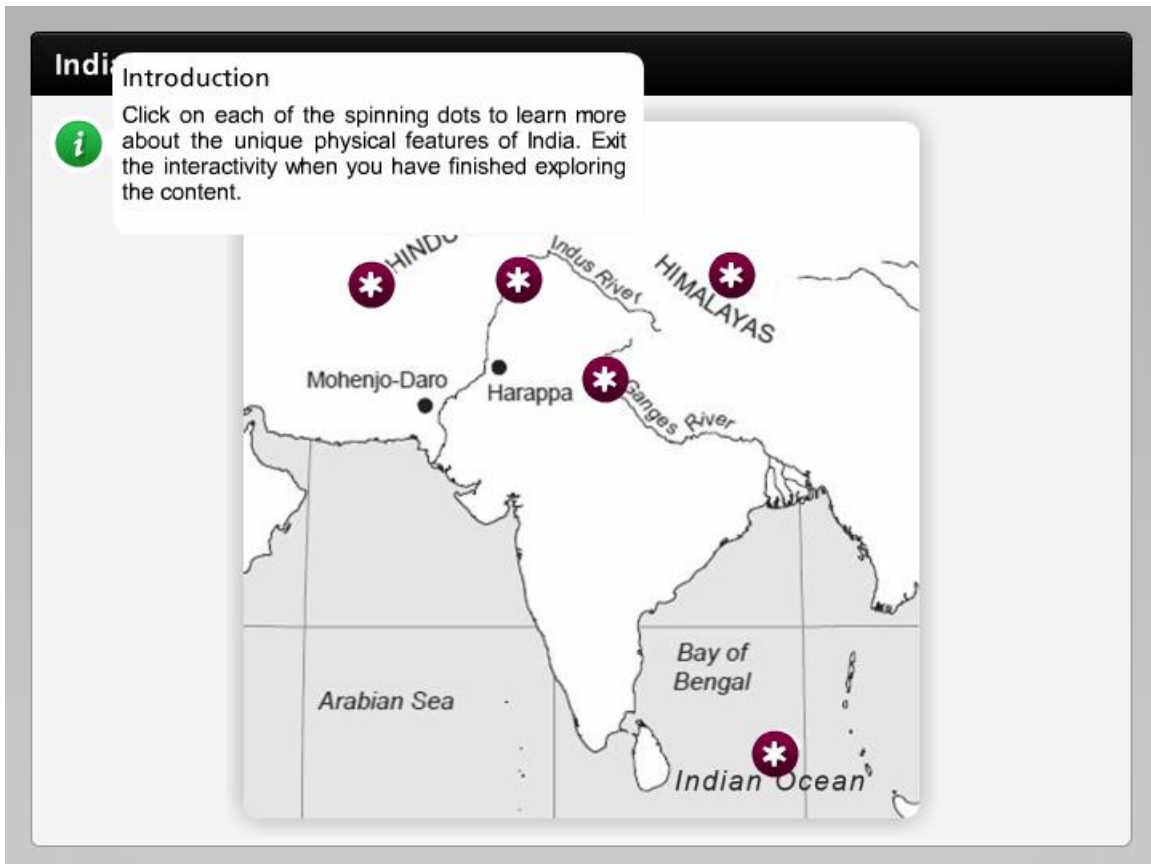 Indi
Introduction
Click on each of the spinning dots to learn more
about the unique physical features of India. Exit
the interactivity when you have finished exploring
the content.
HINDU
Indus River
HIMALAYAS
Mohenjo-Daro
Harappa
Ganges River
Bay of
Bengal
Arabian Sea
Indian Ocean